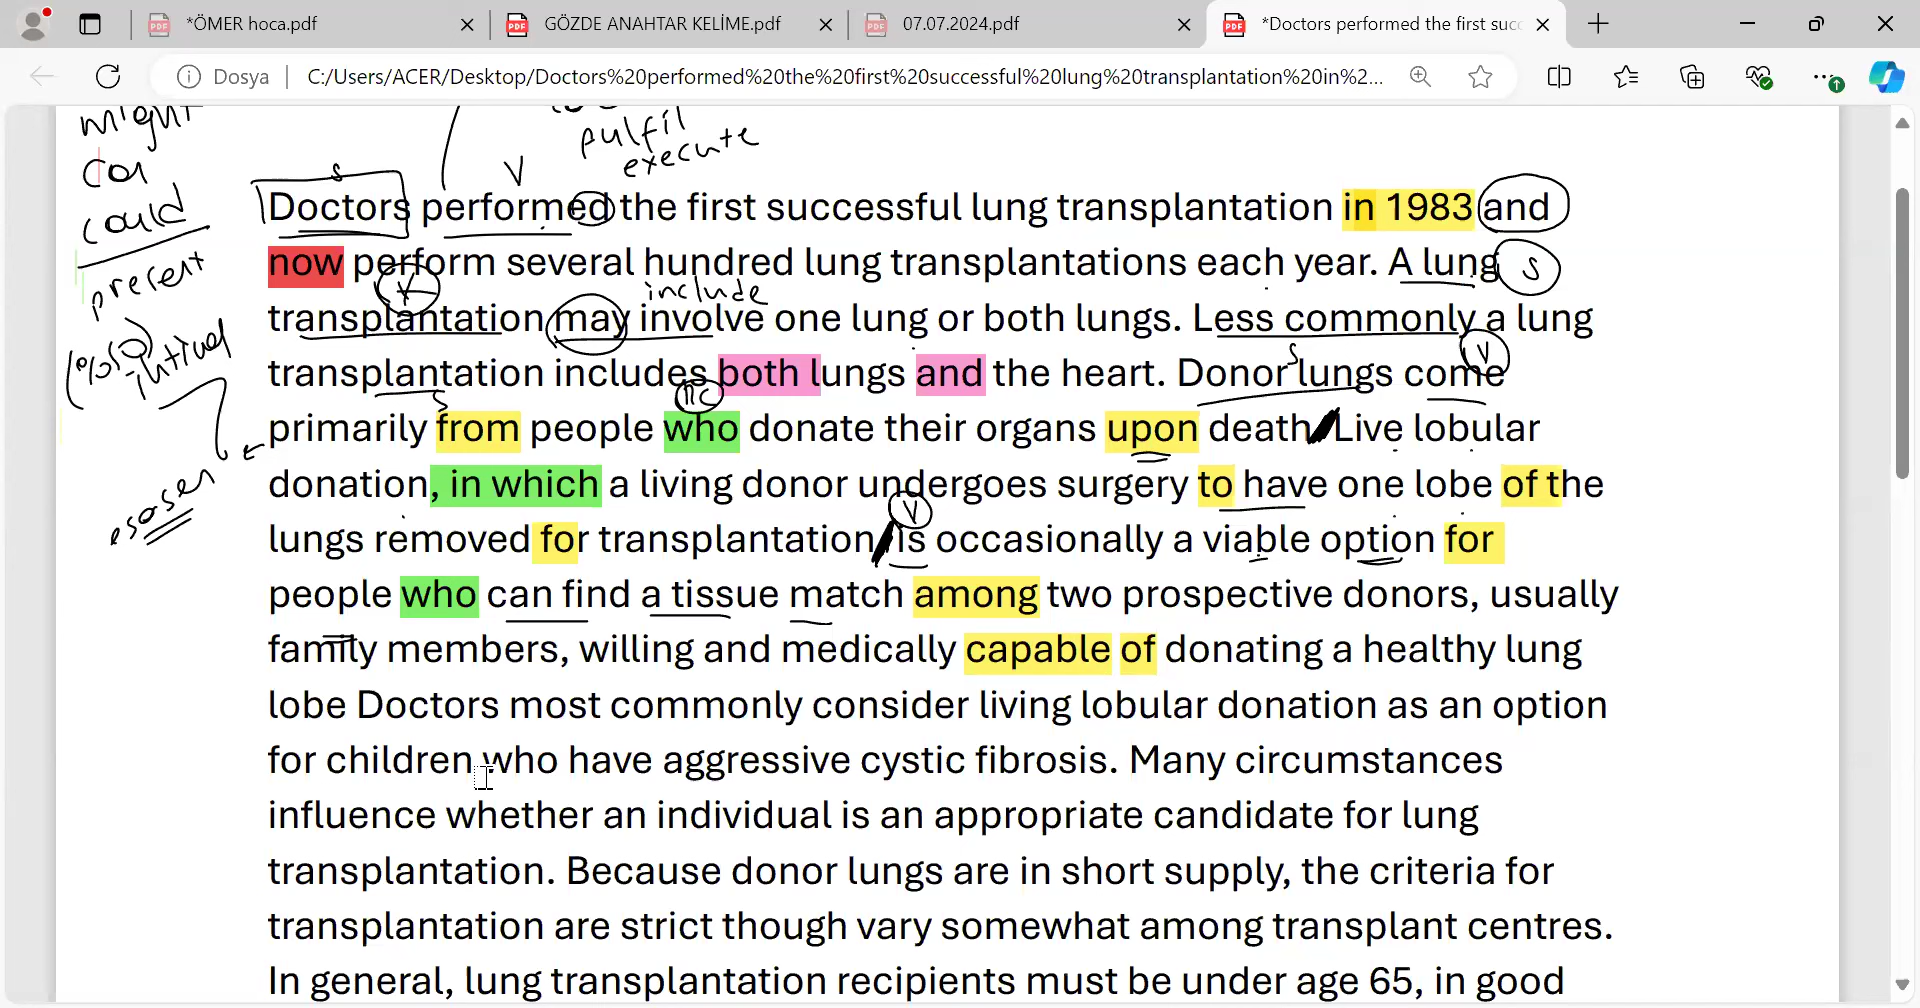 *ÖMER hoca.pdf
GÖZDE ANAHTAR KELİME.pdf
07.07.2024.pdf
*Doctors performed the first succ
Dosya
C:/Users/ACER/Desktop/Doctors%20performed%20the%20first%20successful%20lung%20transplantation%20in%2...
might
pulfil
execute
could
s
V
Doctors performed the first successful lung transplantation in 1983 and
now perform several hundred lung transplantations each year. A lung
s
present
include
transplantation may involve one lung or both lungs. Less commonly a lung
s
V
transplantation includes both lungs and the heart. Donor lungs come
s
nc
primarily from people who donate their organs upon death Live lobular
donation, in which a living donor undergoes surgery to have one lobe of the
V
lungs removed for transplantation is occasionally a viable option for
people who can find a tissue match among two prospective donors, usually
family members, willing and medically capable of donating a healthy lung
lobe Doctors most commonly consider living lobular donation as an option
for children who have aggressive cystic fibrosis. Many circumstances
influence whether an individual is an appropriate candidate for lung
transplantation. Because donor lungs are in short supply, the criteria for
transplantation are strict though vary somewhat among transplant centres.
In general, lung transplantation recipients must be under age 65, in good